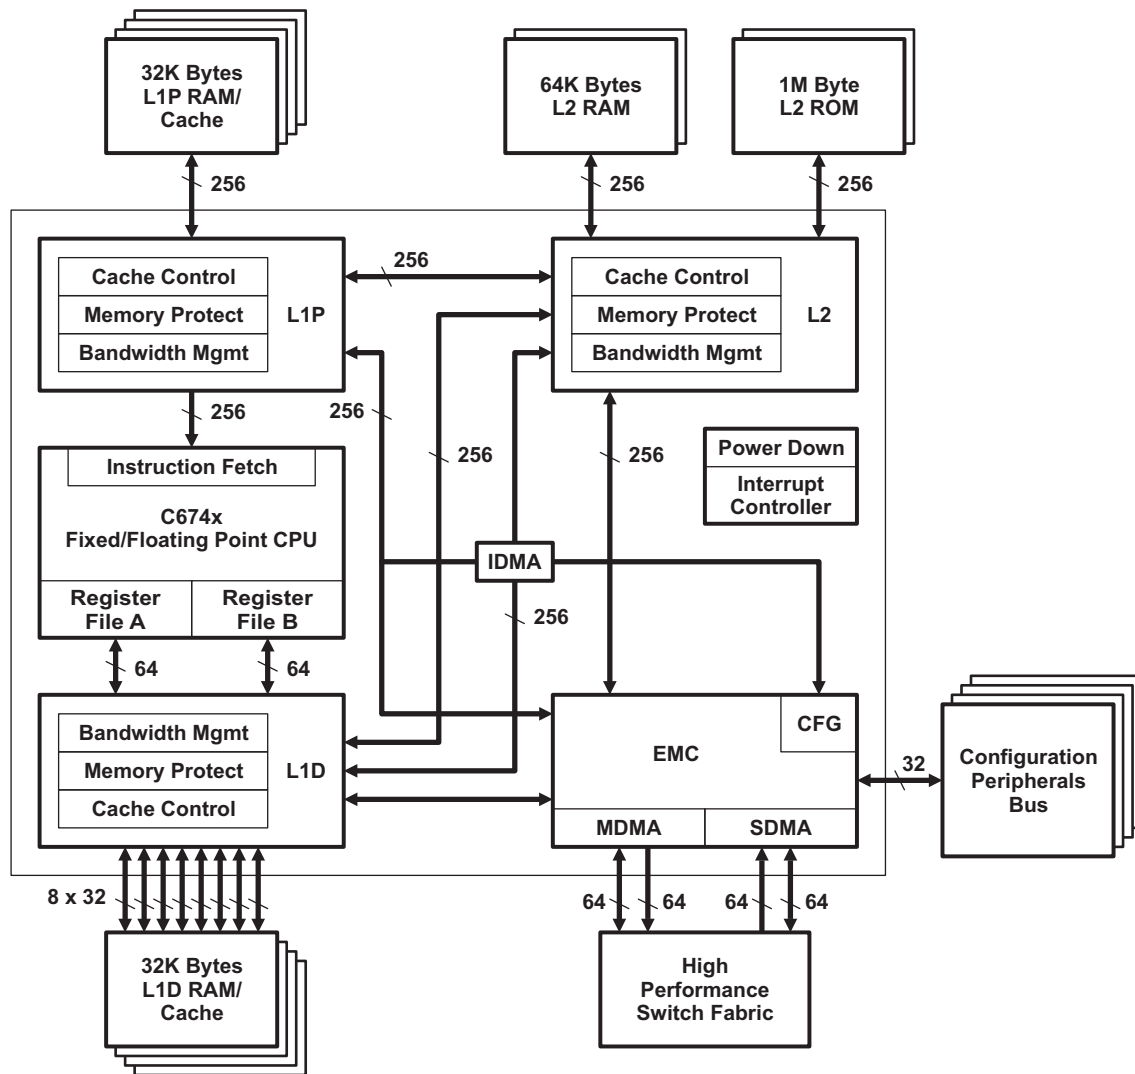 32K Bytes
L1P RAM/
Cache
64K Bytes
L2 RAM
1M Byte
L2 ROM
256
256
256
Cache Control
Memory Protect
Bandwidth Mgmt
L1P
256
Cache Control
Memory Protect
Bandwidth Mgmt
L2
256
256
256
256
Power Down
Interrupt
Controller
Instruction Fetch
C674x
Fixed/Floating Point CPU
Register
File A
Register
File B
IDMA
256
64
64
Bandwidth Mgmt
Memory Protect
Cache Control
L1D
EMC
CFG
MDMA
SDMA
32
Configuration
Peripherals
Bus
8 x 32
64
64
64
64
32K Bytes
L1D RAM/
Cache
High
Performance
Switch Fabric